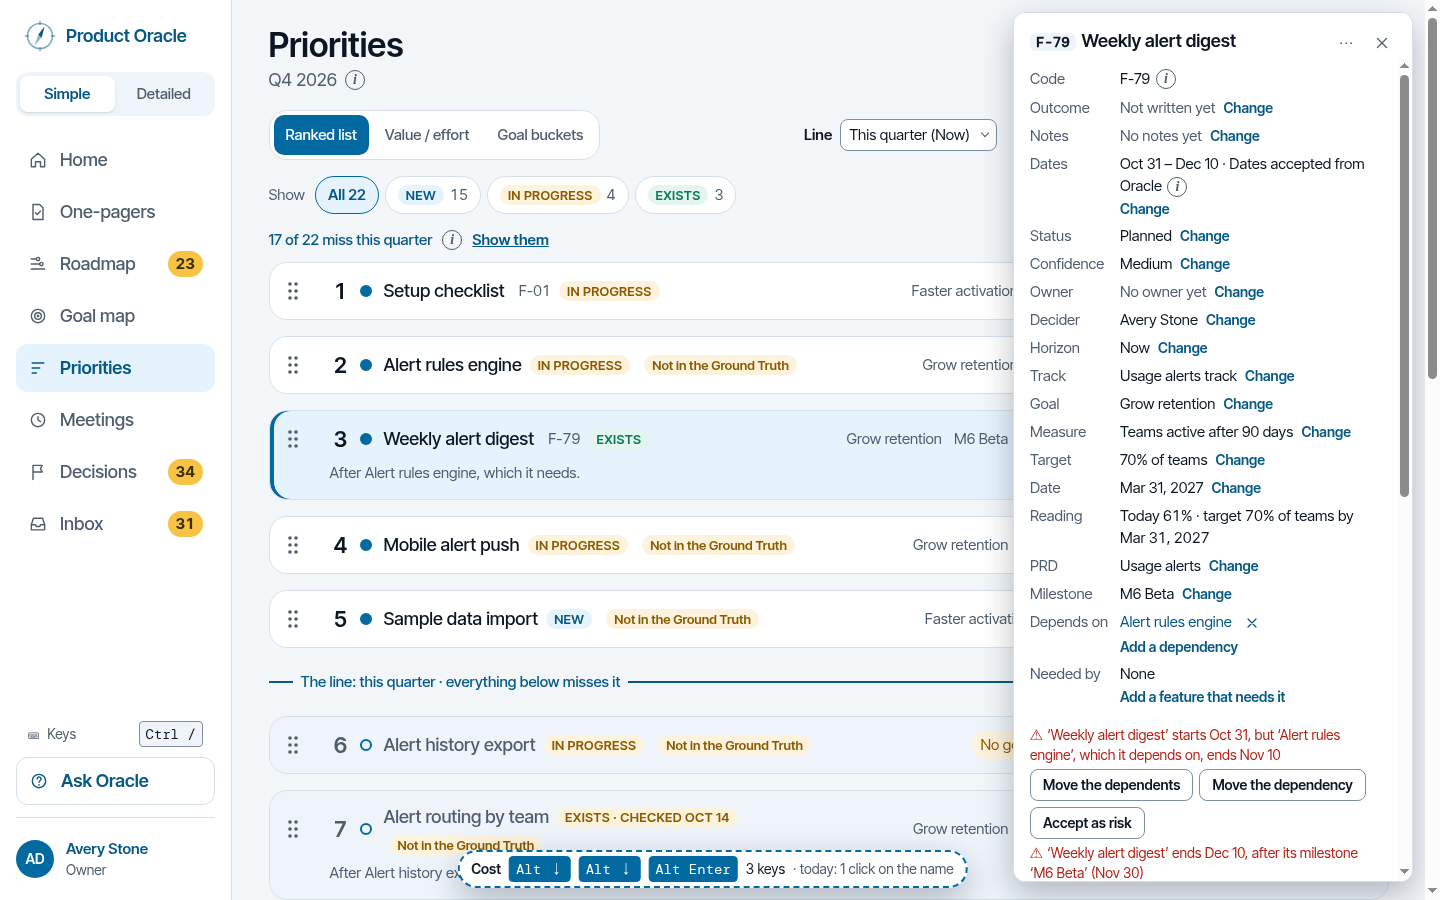 Product Oracle
Simple
Detailed
Home
One-pagers
Roadmap
23
Goal map
Priorities
Meetings
Decisions
34
Inbox
31
Keys
Ctrl /
Ask Oracle
AD
Avery Stone
Owner
Priorities
Q4 2026
Ranked list
Value / effort
Goal buckets
Line
This quarter (Now)
Show
All 22
NEW 15
IN PROGRESS 4
EXISTS 3
17 of 22 miss this quarter
Show them
1 Setup checklist F-01 IN PROGRESS Faster activation
2 Alert rules engine IN PROGRESS Not in the Ground Truth Grow retention
3 Weekly alert digest F-79 EXISTS Grow retention M6 Beta
After Alert rules engine, which it needs.
4 Mobile alert push IN PROGRESS Not in the Ground Truth Grow retention
5 Sample data import NEW Not in the Ground Truth Faster activati
The line: this quarter · everything below misses it
6 Alert history export IN PROGRESS Not in the Ground Truth No go
7 Alert routing by team EXISTS · CHECKED OCT 14 Grow retention
Not in the Ground Truth
After Alert history ex
Cost Alt ↓ Alt ↓ Alt Enter 3 keys · today: 1 click on the name
F-79 Weekly alert digest
Code F-79
Outcome Not written yet Change
Notes No notes yet Change
Dates Oct 31 – Dec 10 · Dates accepted from
Oracle
Change
Status Planned Change
Confidence Medium Change
Owner No owner yet Change
Decider Avery Stone Change
Horizon Now Change
Track Usage alerts track Change
Goal Grow retention Change
Measure Teams active after 90 days Change
Target 70% of teams Change
Date Mar 31, 2027 Change
Reading Today 61% · target 70% of teams by
Mar 31, 2027
PRD Usage alerts Change
Milestone M6 Beta Change
Depends on Alert rules engine
Add a dependency
Needed by None
Add a feature that needs it
⚠ ‘Weekly alert digest’ starts Oct 31, but ‘Alert rules
engine’, which it depends on, ends Nov 10
Move the dependents
Move the dependency
Accept as risk
⚠ ‘Weekly alert digest’ ends Dec 10, after its milestone
‘M6 Beta’ (Nov 30)